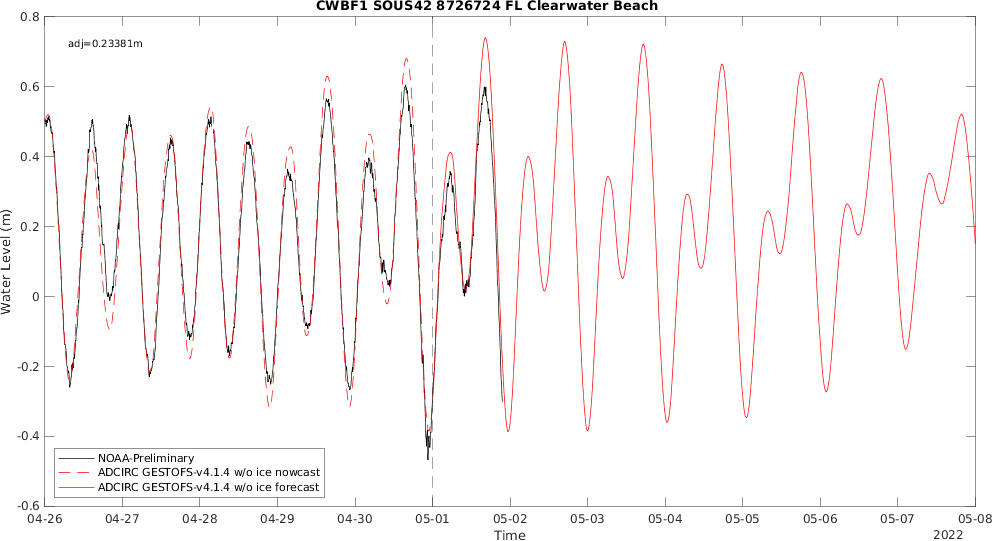 CWBF1 SOUS42 8726724 FL Clearwater Beach
adj=0.23381m
0.8
0.6
0.4
0.2
0
-0.2
-0.4
-0.6
Water Level (m)
NOAA-Preliminary
ADCIRC GESTOFS-v4.1.4 w/o ice nowcast
ADCIRC GESTOFS-v4.1.4 w/o ice forecast
04-26 04-27 04-28 04-29 04-30 05-01 05-02 05-03 05-04 05-05 05-06 05-07 05-08
Time
2022